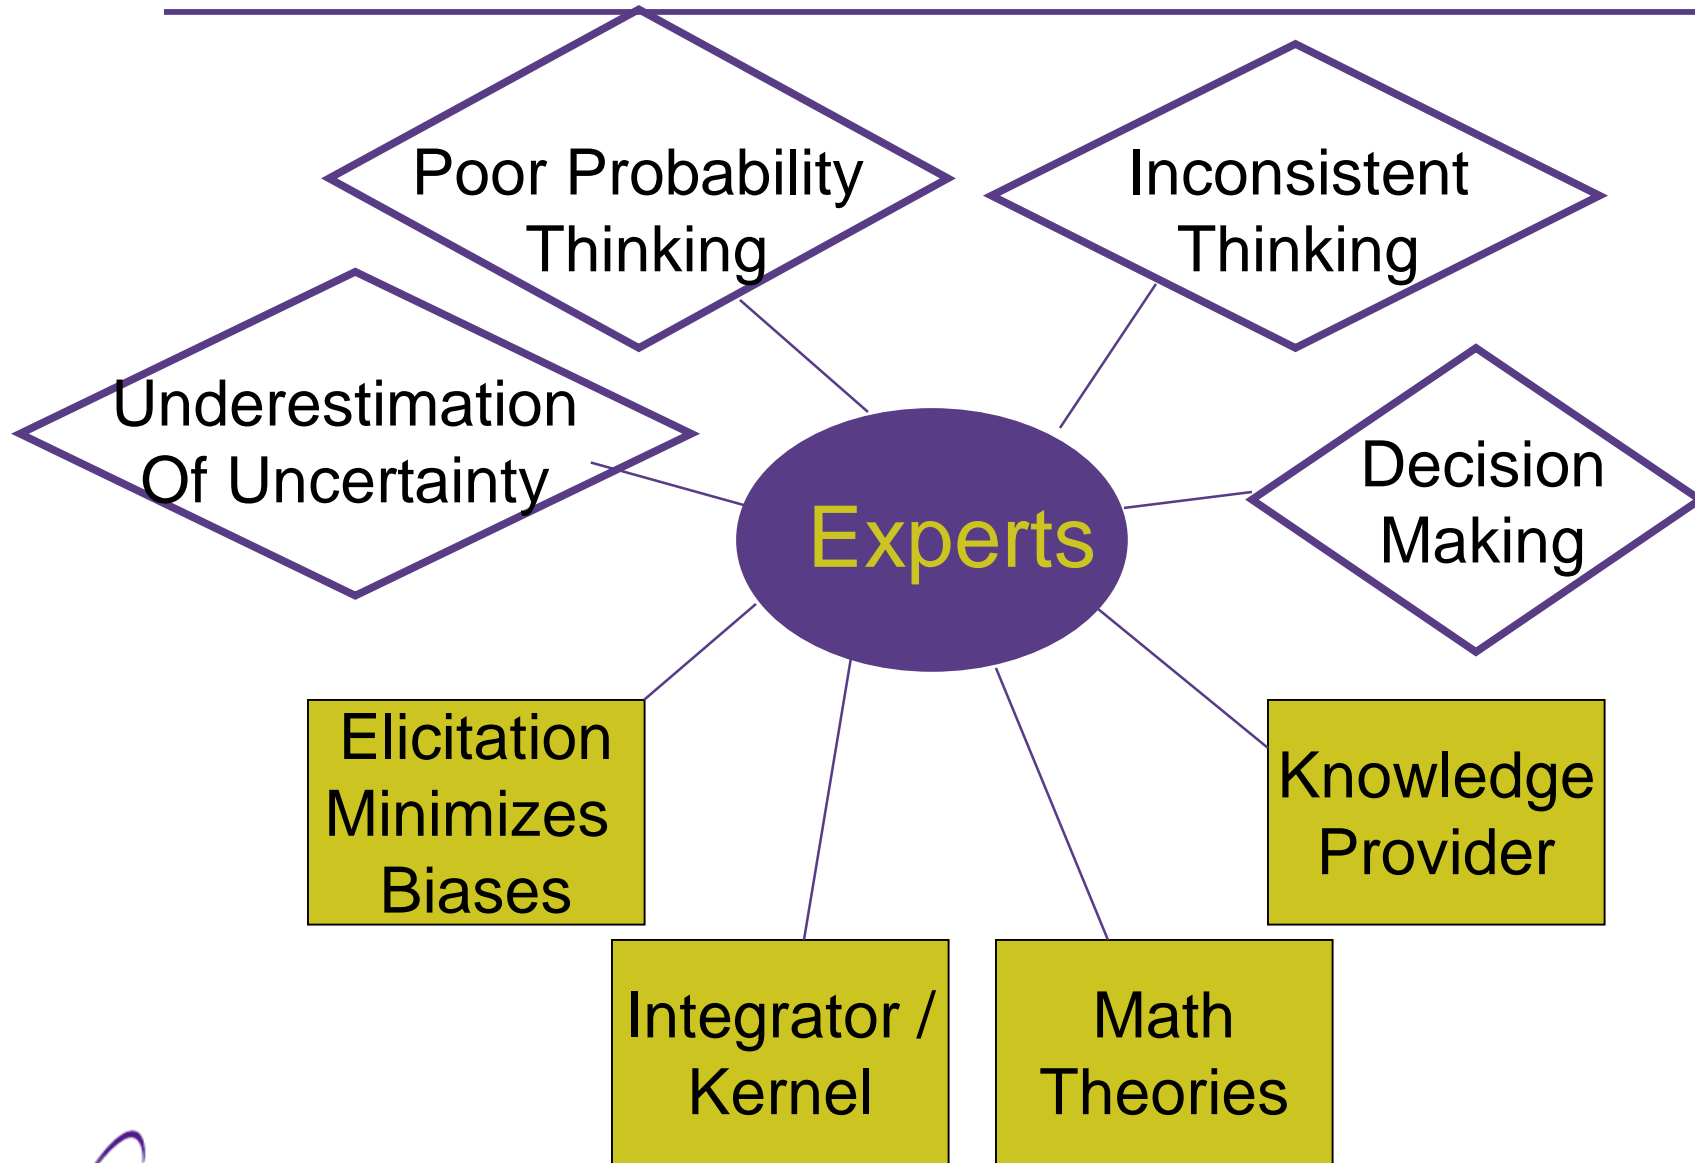 Poor Probability
Thinking
Inconsistent
Thinking
Underestimation
Of Uncertainty
Decision
Making
Experts
Elicitation
Minimizes
Biases
Knowledge
Provider
Integrator /
Kernel
Math
Theories